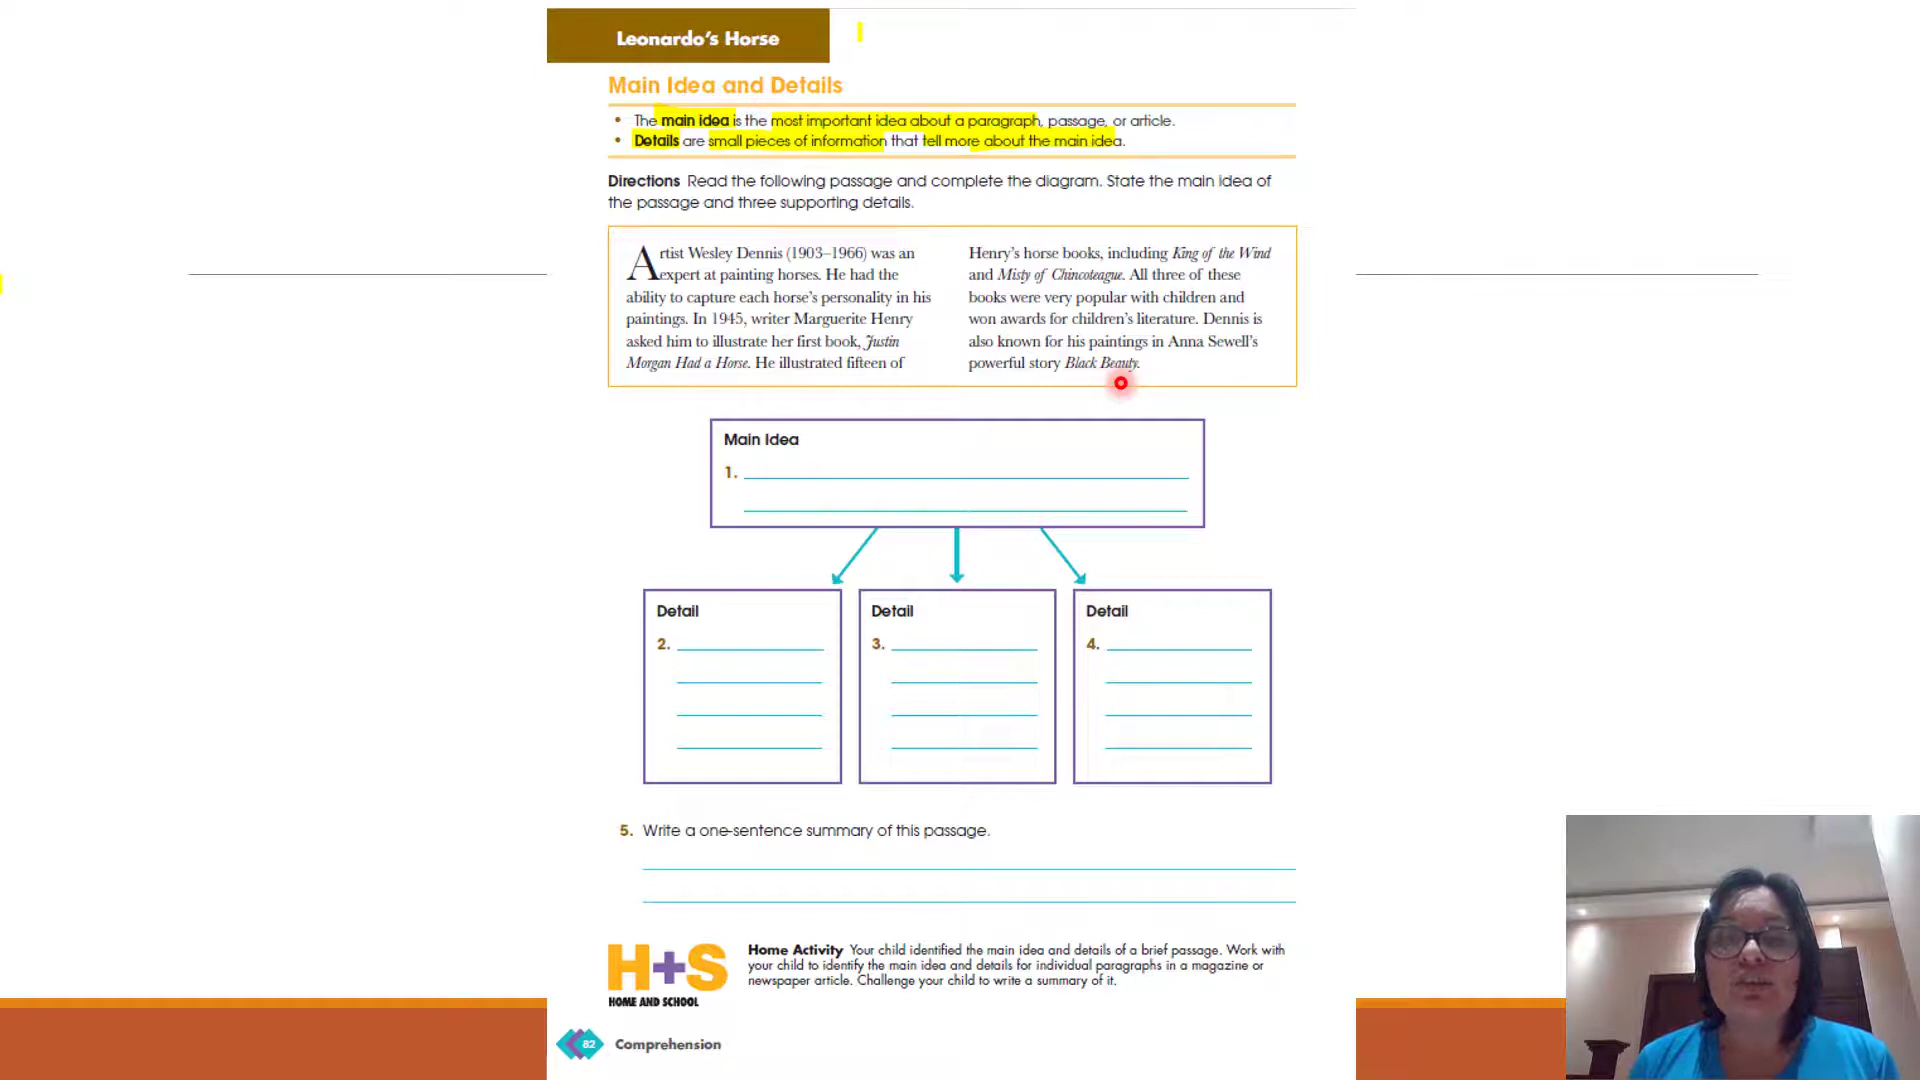 Leonardo's Horse
Main Idea and Details
• The main idea is the most important idea about a paragraph, passage, or article.
• Details are small pieces of information that tell more about the main idea.
Directions Read the following passage and complete the diagram. State the main idea of
the passage and three supporting details.
Artist Wesley Dennis (1903–1966) was an
expert at painting horses. He had the
ability to capture each horse's personality in his
paintings. In 1945, writer Marguerite Henry
asked him to illustrate her first book, Justin
Morgan Had a Horse. He illustrated fifteen of
Henry's horse books, including King of the Wind
and Misty of Chincoteague. All three of these
books were very popular with children and
won awards for children's literature. Dennis is
also known for his paintings in Anna Sewell's
powerful story Black Beauty.
Main Idea
1.
Detail
2.
Detail
3.
Detail
4.
5. Write a one-sentence summary of this passage.
H+S
HOME AND SCHOOL
Home Activity Your child identified the main idea and details of a brief passage. Work with
your child to identify the main idea and details for individual paragraphs in a magazine or
newspaper article. Challenge your child to write a summary of it.
82 Comprehension